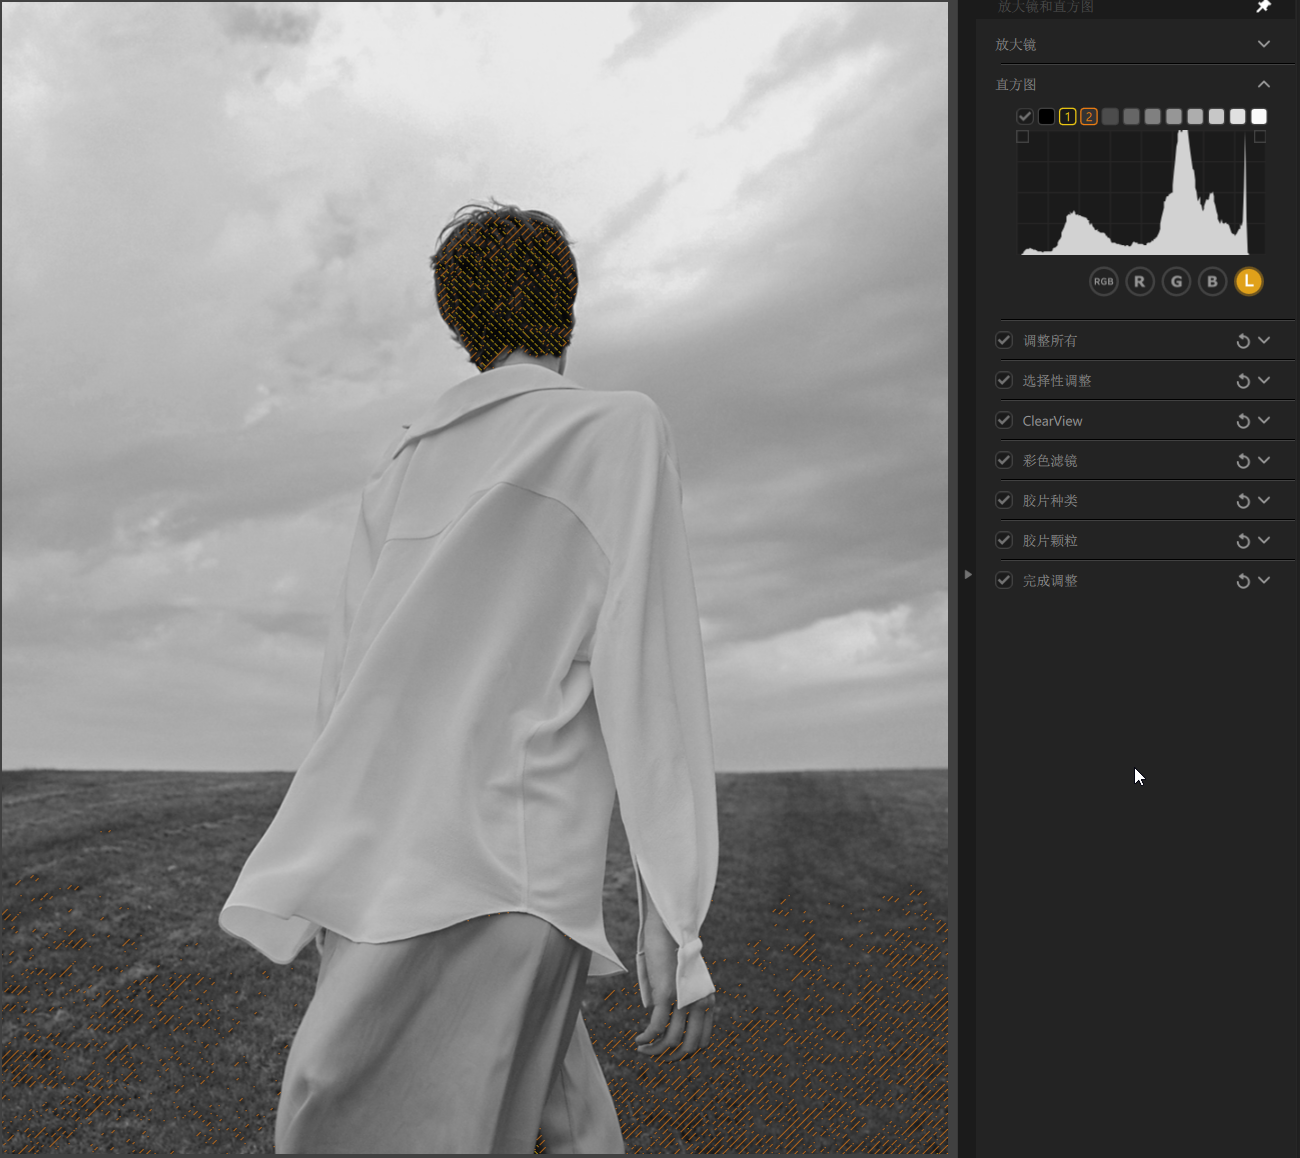 放大镜和直方图
放大镜
直方图
1 2
RGB R G B L
调整所有
选择性调整
ClearView
彩色滤镜
胶片种类
胶片颗粒
完成调整